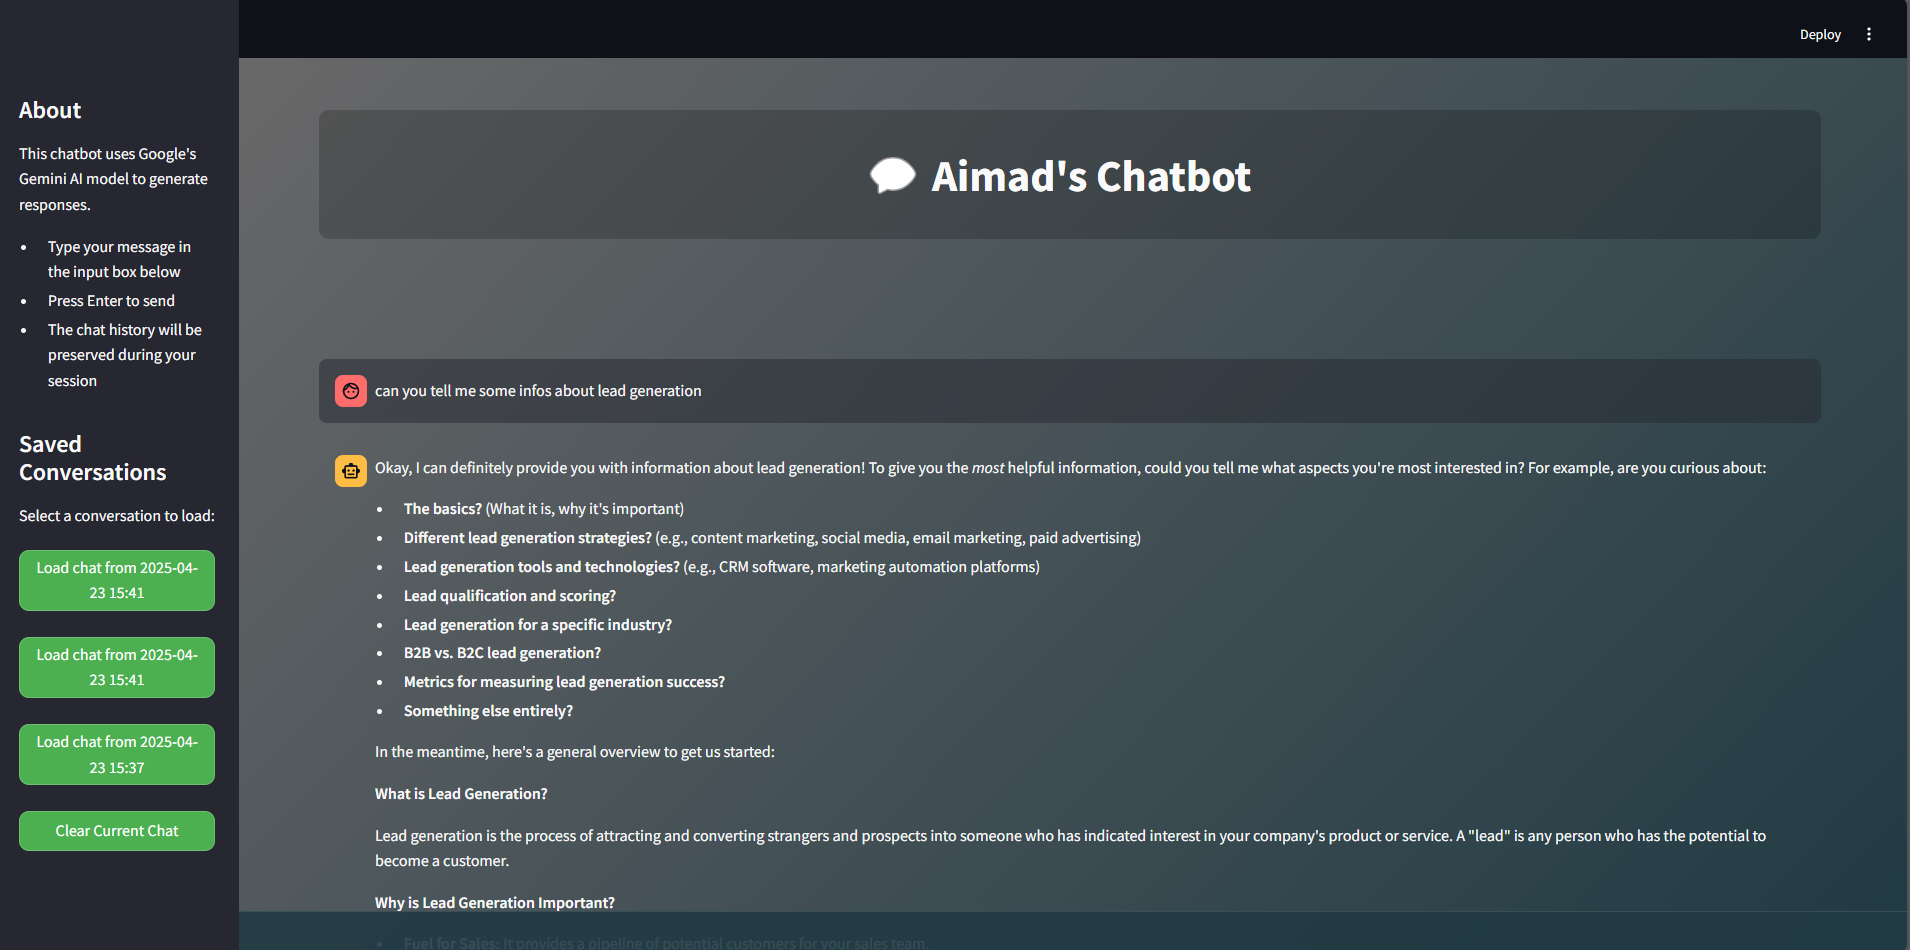 Deploy
About
This chatbot uses Google's
Gemini AI model to generate
responses.
Type your message in
the input box below
Press Enter to send
The chat history will be
preserved during your
session
Saved
Conversations
Select a conversation to load:
Load chat from 2025-04-
23 15:41
Load chat from 2025-04-
23 15:41
Load chat from 2025-04-
23 15:37
Clear Current Chat
Aimad's Chatbot
can you tell me some infos about lead generation
Okay, I can definitely provide you with information about lead generation! To give you the most helpful information, could you tell me what aspects you're most interested in? For example, are you curious about:
The basics? (What it is, why it's important)
Different lead generation strategies? (e.g., content marketing, social media, email marketing, paid advertising)
Lead generation tools and technologies? (e.g., CRM software, marketing automation platforms)
Lead qualification and scoring?
Lead generation for a specific industry?
B2B vs. B2C lead generation?
Metrics for measuring lead generation success?
Something else entirely?
In the meantime, here's a general overview to get us started:
What is Lead Generation?
Lead generation is the process of attracting and converting strangers and prospects into someone who has indicated interest in your company's product or service. A "lead" is any person who has the potential to
become a customer.
Why is Lead Generation Important?
Fuel for Sales: It provides a pipeline of potential customers for your sales team.